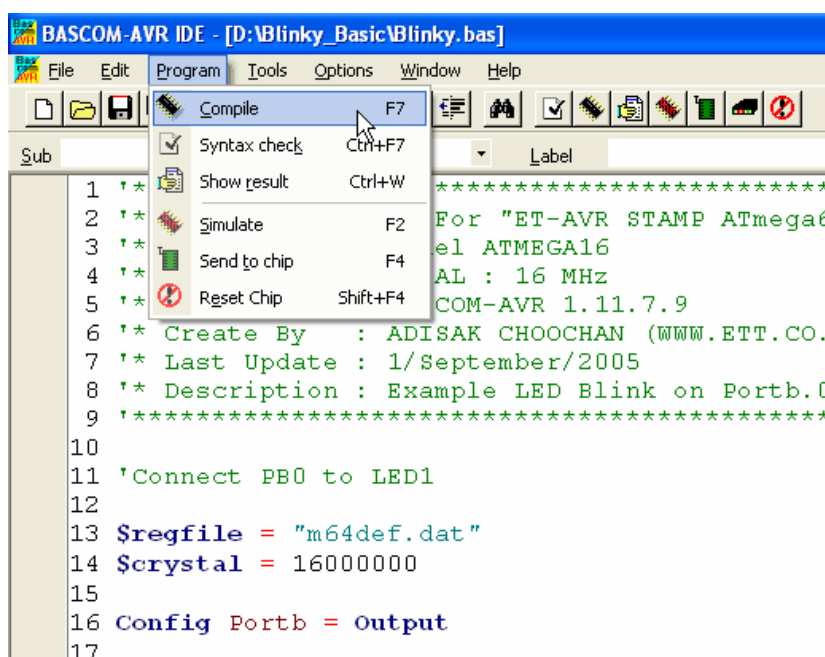 BASCOM-AVR IDE - [D:\Blinky_Basic\Blinky.bas]
File Edit Program Tools Options Window Help
Compile F7
Syntax check Ctrl+F7
Show result Ctrl+W
Simulate F2
Send to chip F4
Reset Chip Shift+F4
Sub Label
1 '* *************************
2 '* For "ET-AVR STAMP ATmega6
3 '* el ATMEGA16
4 '* AL : 16 MHz
5 '* COM-AVR 1.11.7.9
6 '* Create By : ADISAK CHOOCHAN (WWW.ETT.CO.
7 '* Last Update : 1/September/2005
8 '* Description : Example LED Blink on Portb.0
9 '*********************************************
10
11 'Connect PB0 to LED1
12
13 $regfile = "m64def.dat"
14 $crystal = 16000000
15
16 Config Portb = Output
17